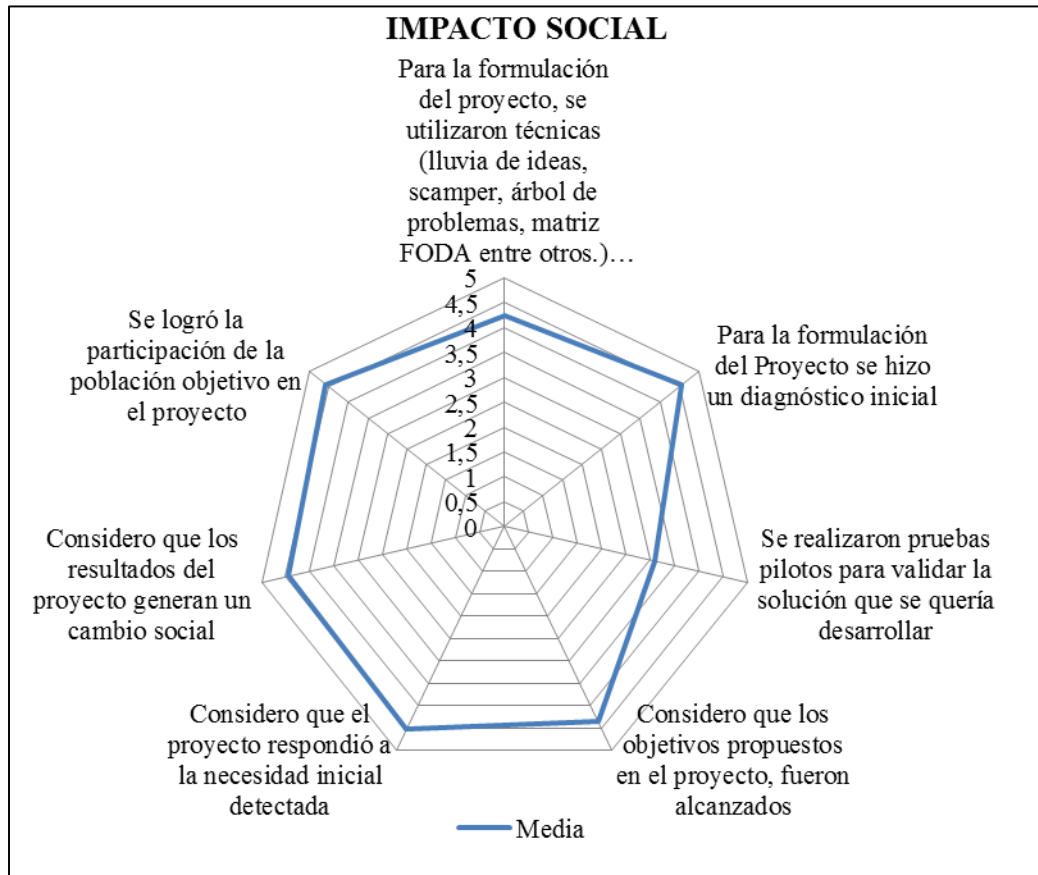 IMPACTO SOCIAL
Para la formulación
del proyecto, se
utilizaron técnicas
(lluvia de ideas,
scamper, árbol de
problemas, matriz
FODA entre otros.)…
5
4,5
4
3,5
3
2,5
2
1,5
1
0,5
0
Para la formulación
del Proyecto se hizo
un diagnóstico inicial
Se realizaron pruebas
pilotos para validar la
solución que se quería
desarrollar
Considero que los
objetivos propuestos
en el proyecto, fueron
alcanzados
Considero que el
proyecto respondió a
la necesidad inicial
detectada
Considero que los
resultados del
proyecto generan un
cambio social
Se logró la
participación de la
población objetivo en
el proyecto
Media